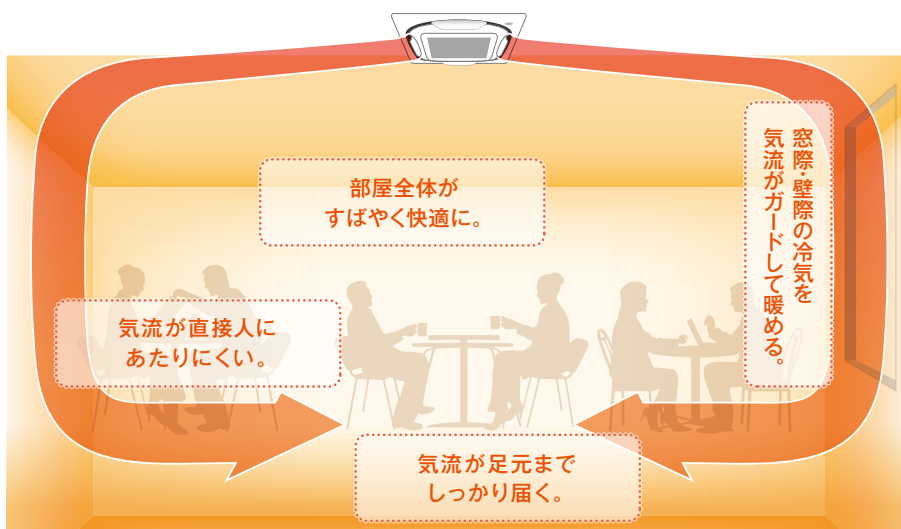 部屋全体が
すばやく快適に。
窓際・壁際の冷気を
気流がガードして暖める。
気流が直接人に
あたりにくい。
気流が足元まで
しっかり届く。